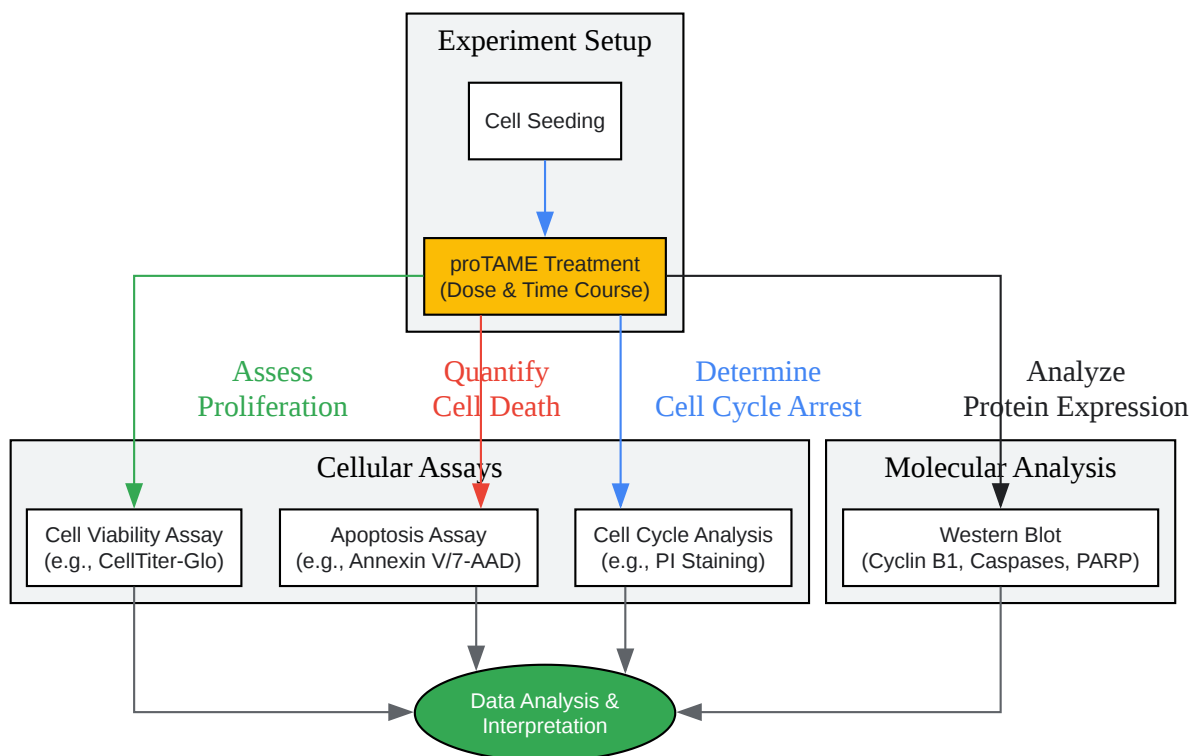 Experiment Setup
Cell Seeding
proTAME Treatment
(Dose & Time Course)
Assess
Proliferation
Quantify
Cell Death
Determine
Cell Cycle Arrest
Analyze
Protein Expression
Cellular Assays
Molecular Analysis
Cell Viability Assay
(e.g., CellTiter-Glo)
Apoptosis Assay
(e.g., Annexin V/7-AAD)
Cell Cycle Analysis
(e.g., PI Staining)
Western Blot
(Cyclin B1, Caspases, PARP)
Data Analysis &
Interpretation